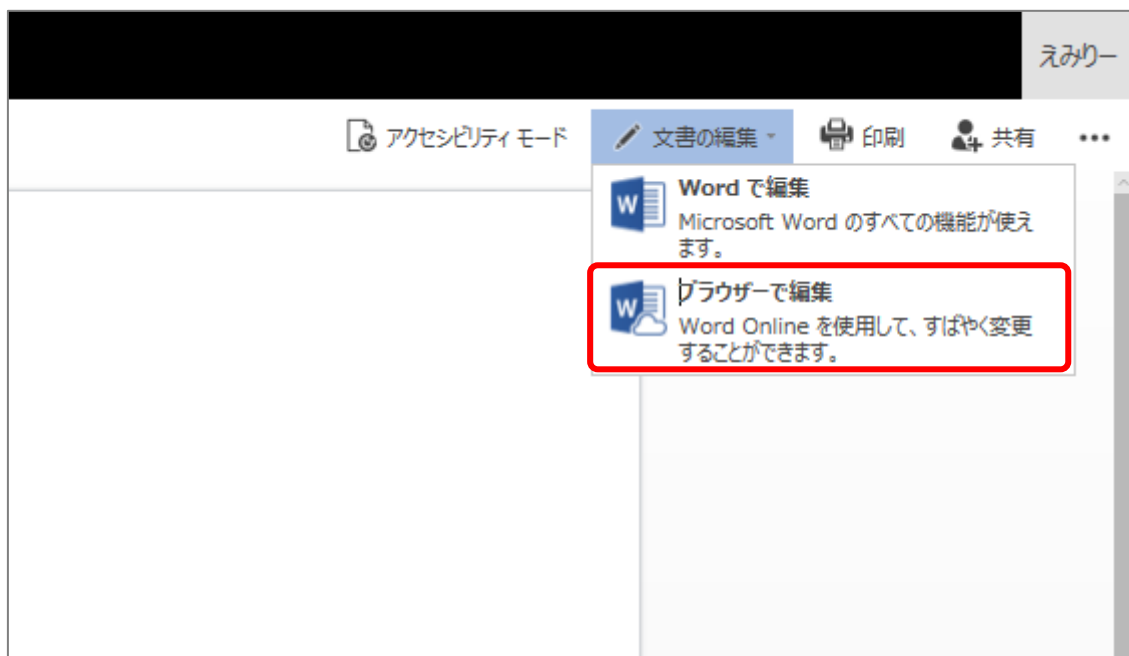 えみりー
アクセシビリティ モード 文書の編集 印刷 共有 •••
Word で編集
Microsoft Word のすべての機能が使え
ます。
ブラウザーで編集
Word Online を使用して、すばやく変更
することができます。